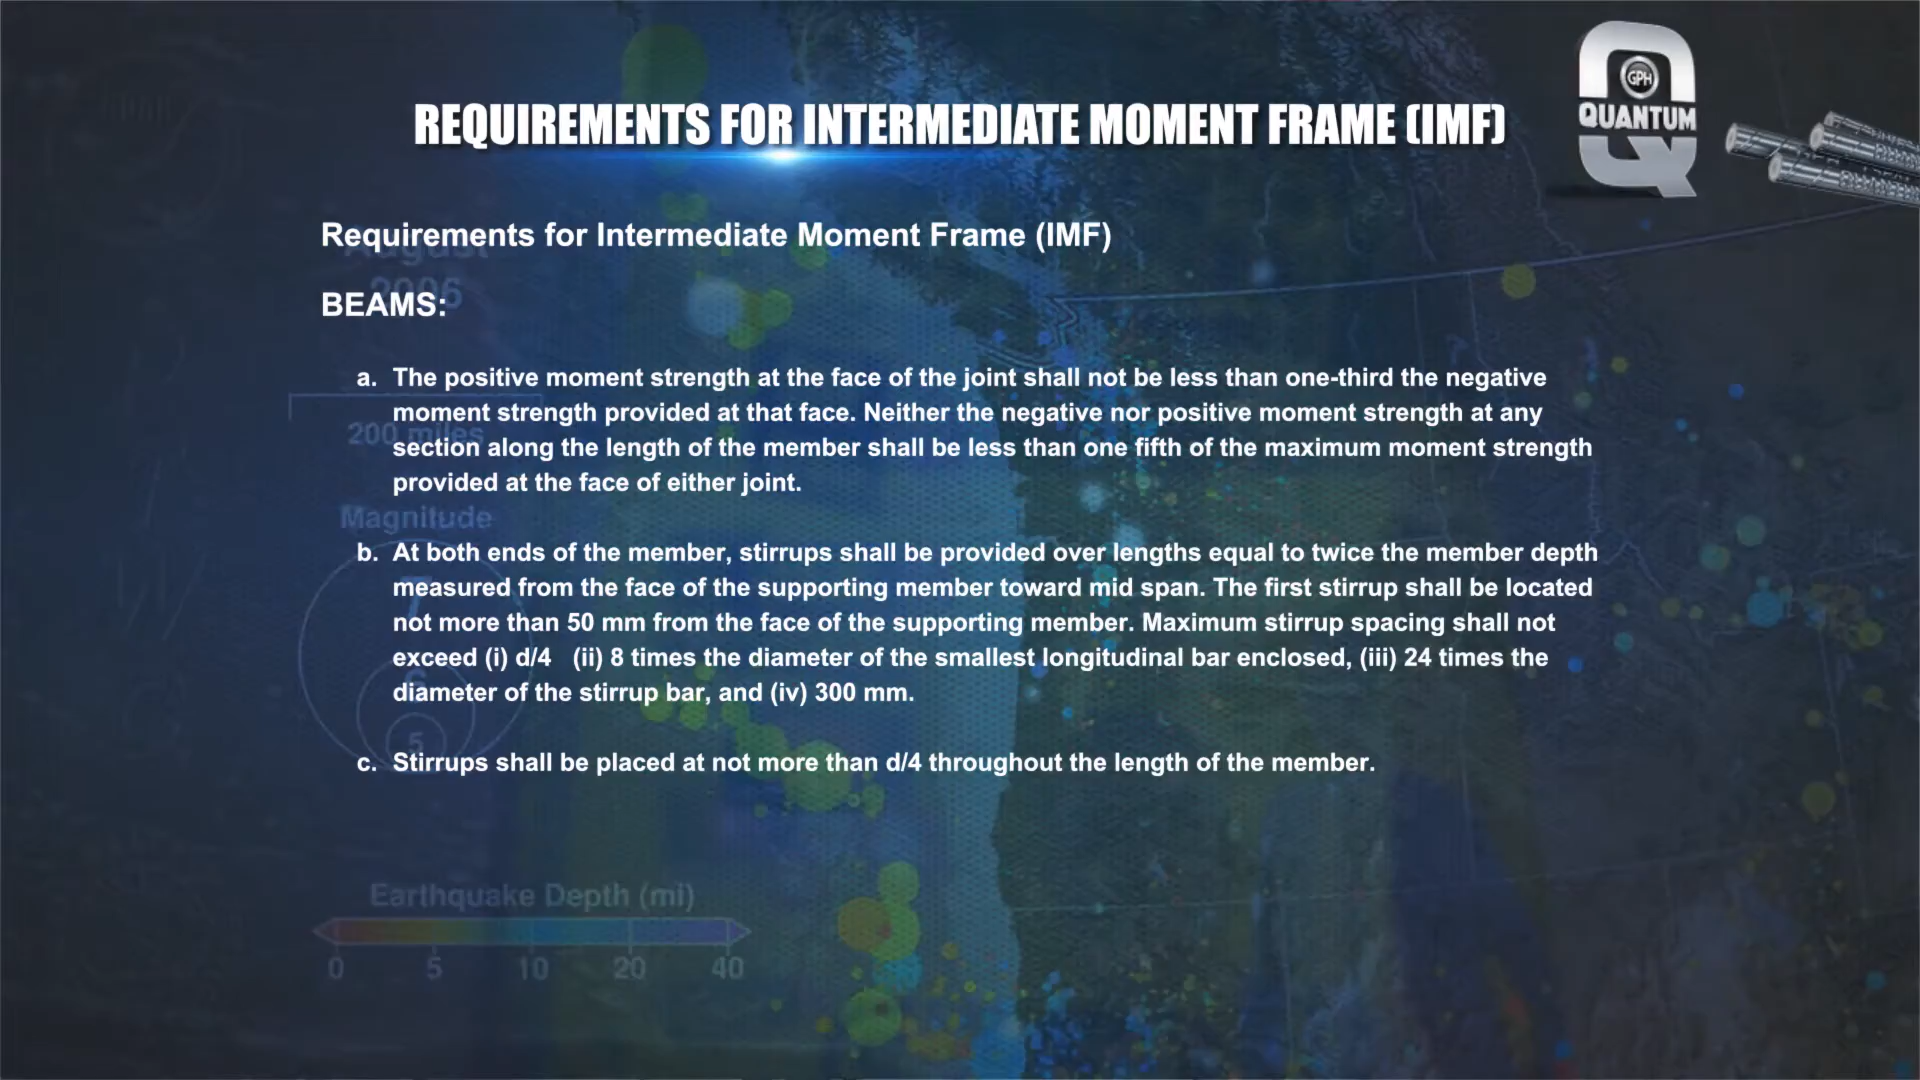 REQUIREMENTS FOR INTERMEDIATE MOMENT FRAME (IMF)
GPH
QUANTUM
Requirements for Intermediate Moment Frame (IMF)
August
2006
BEAMS:
a. The positive moment strength at the face of the joint shall not be less than one-third the negative
moment strength provided at that face. Neither the negative nor positive moment strength at any
section along the length of the member shall be less than one fifth of the maximum moment strength
provided at the face of either joint.
200 miles
Magnitude
b. At both ends of the member, stirrups shall be provided over lengths equal to twice the member depth
measured from the face of the supporting member toward mid span. The first stirrup shall be located
not more than 50 mm from the face of the supporting member. Maximum stirrup spacing shall not
exceed (i) d/4 (ii) 8 times the diameter of the smallest longitudinal bar enclosed, (iii) 24 times the
diameter of the stirrup bar, and (iv) 300 mm.
7
6
5
c. Stirrups shall be placed at not more than d/4 throughout the length of the member.
Earthquake Depth (mi)
0 5 10 20 40